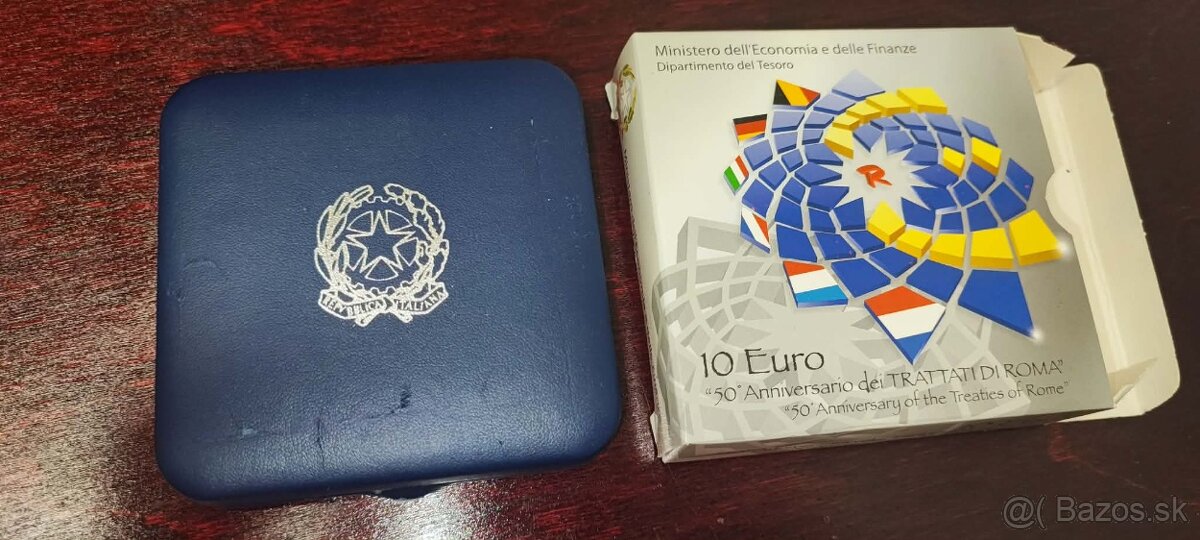 REPVBBLICA ITALIANA
Ministero dell'Economia e delle Finanze
Dipartimento del Tesoro
R
10 Euro
"50° Anniversario dei TRATTATI DI ROMA"
"50° Anniversary of the Treaties of Rome"
@( Bazos.sk